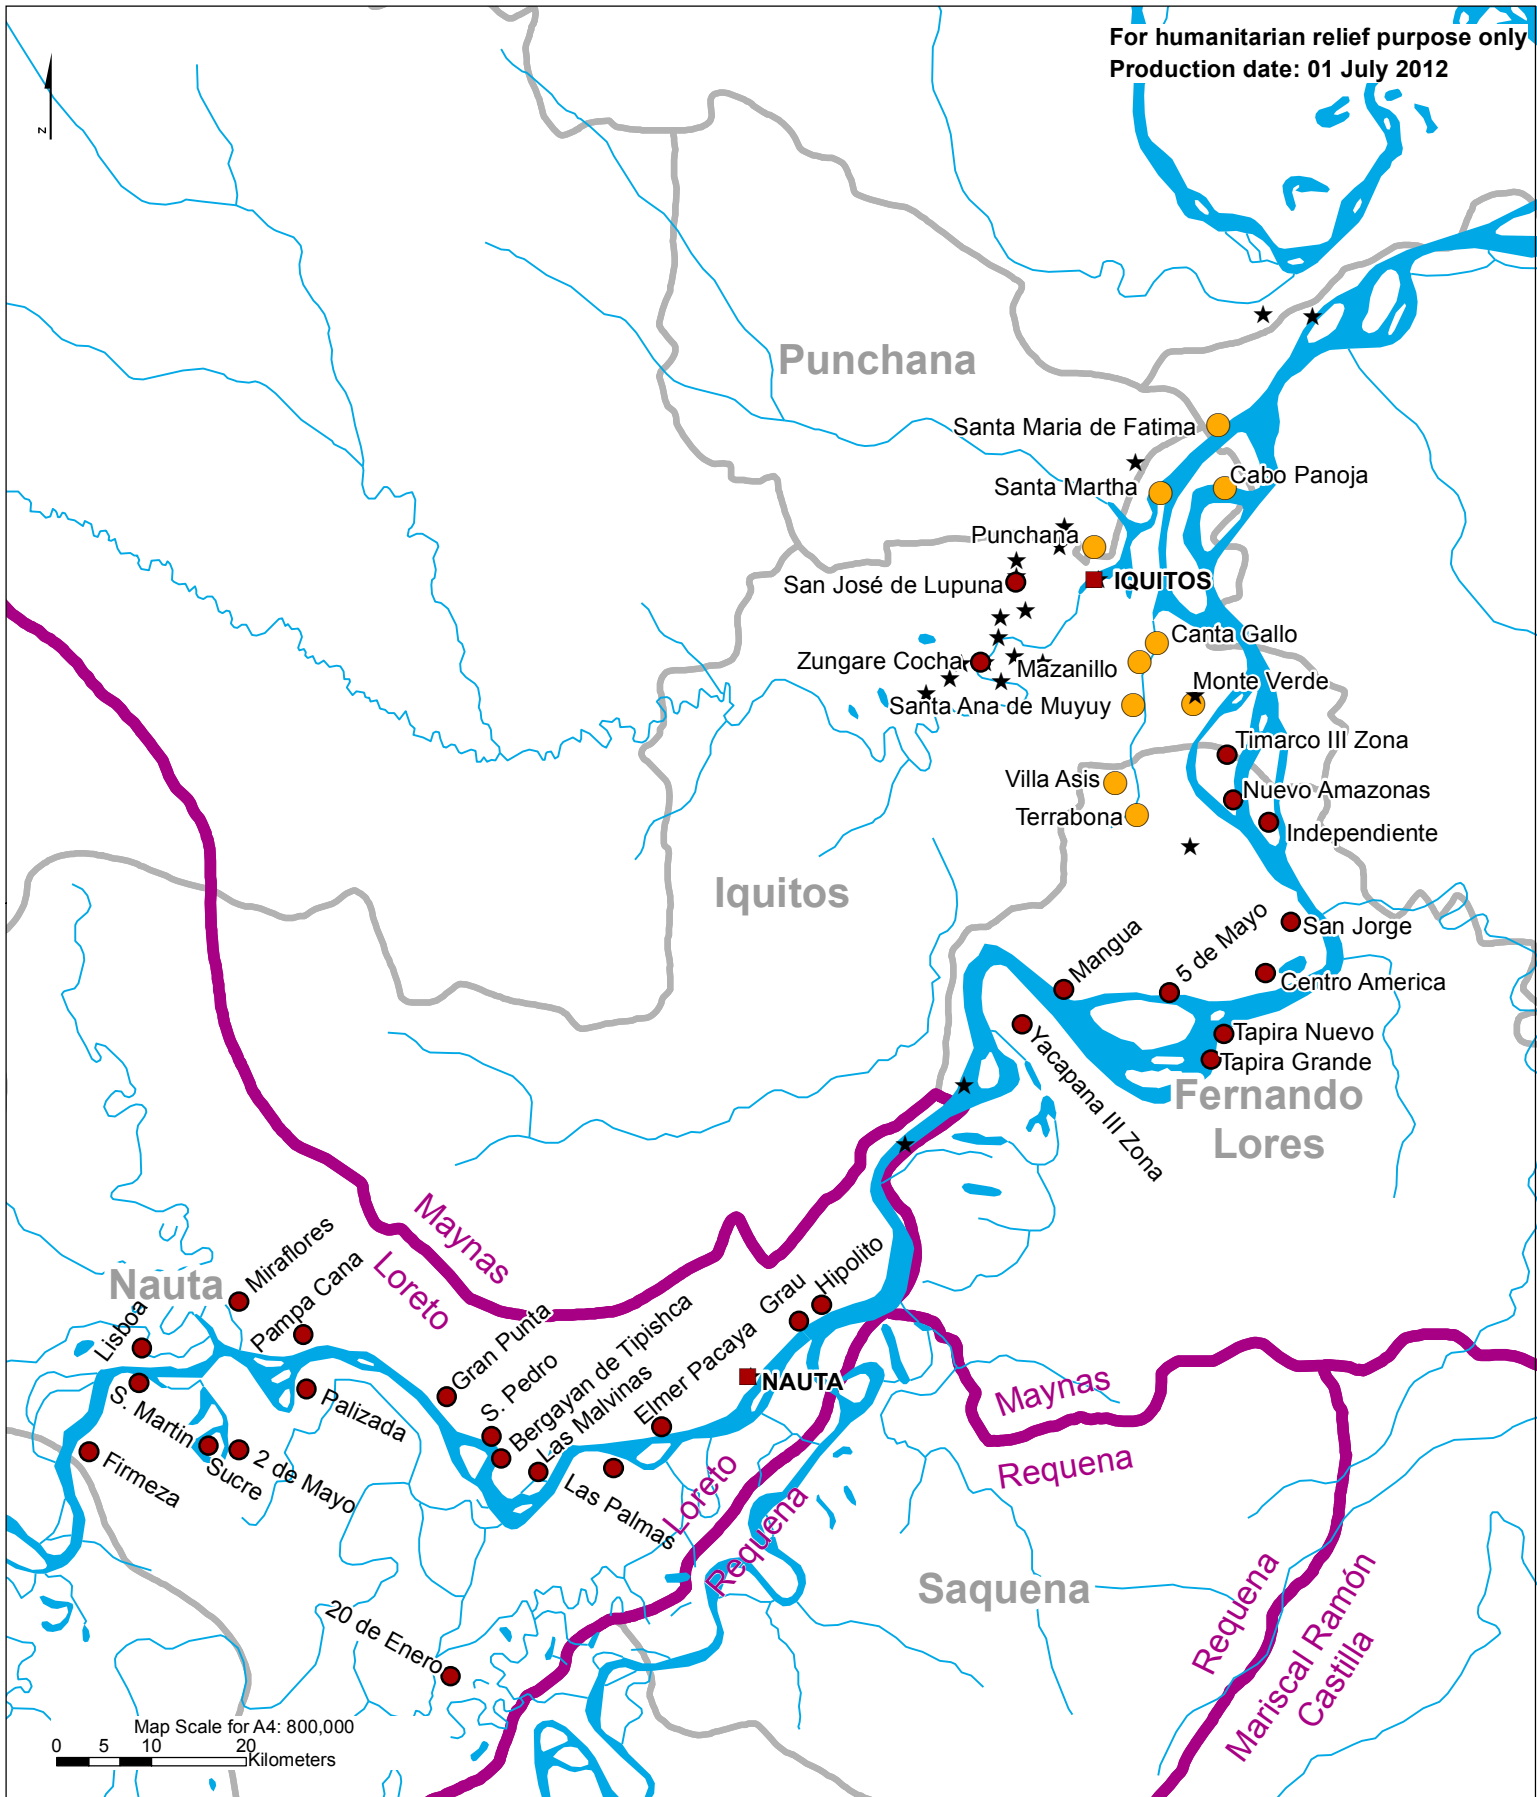 For humanitarian relief purpose only
Production date: 01 July 2012
z
Punchana
Santa Maria de Fatima
Cabo Panoja
Santa Martha
Punchana
IQUITOS
San José de Lupuna
Canta Gallo
Zungare Cocha
Mazanillo
Monte Verde
Santa Ana de Muyuy
Timarco III Zona
Villa Asis
Nuevo Amazonas
Terrabona
Independiente
Iquitos
San Jorge
5 de Mayo
Mangua
Centro America
Tapira Nuevo
Tapira Grande
Yacapana III Zona
Fernando
Lores
Maynas
Loreto
Nauta
Miraflores
Lisboa
Pampa Cana
Hipolito
Grau
Gran Punta
S. Pedro
Bergayan de Tipishca
Las Malvinas
Elmer Pacaya
NAUTA
Palizada
S. Martin
Sucre
2 de Mayo
Firmeza
Las Palmas
Loreto
Requena
Maynas
Requena
Saquena
Requena
Mariscal Ramón
Castilla
20 de Enero
Map Scale for A4: 800,000
0 5 10 20
Kilometers